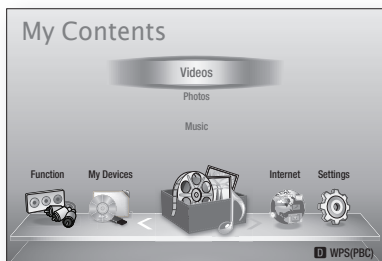 My Contents
Videos
Photos
Music
Function My Devices Internet Settings
D WPS(PBC)